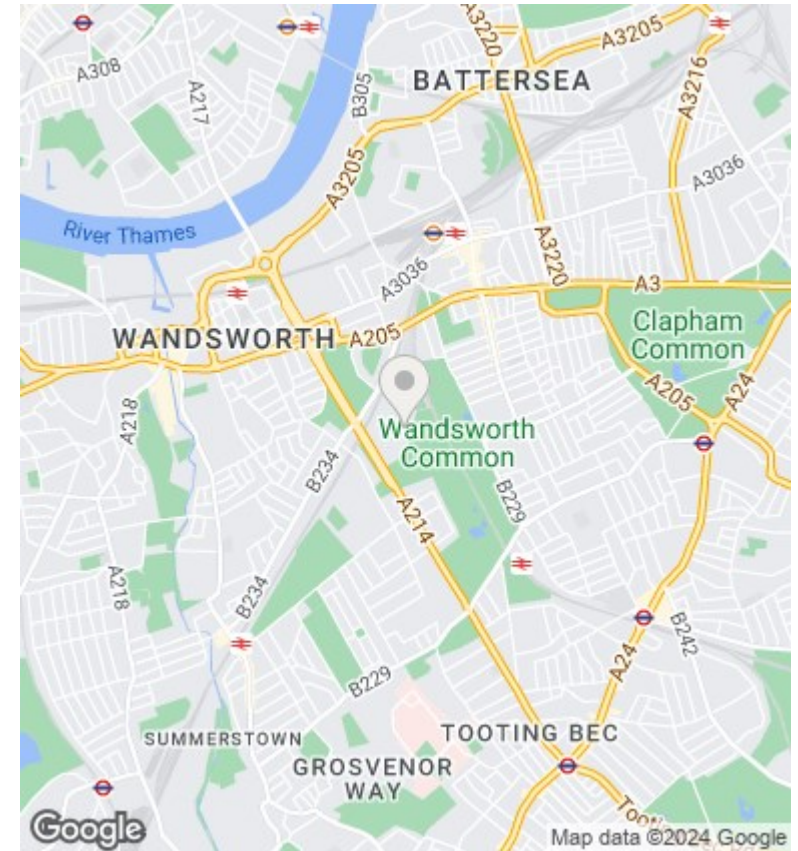 A3220
A3205
A308
BATTERSEA
A217
B305
A3216
A3205
A3036
River Thames
A3036
A3220
A3
WANDSWORTH
A205
Clapham
Common
A205
A24
A218
Wandsworth
Common
B234
B229
A214
A218
B234
B242
A24
B229
SUMMERSTOWN
TOOTING BEC
GROSVENOR
WAY
Google
Map data ©2024 Google